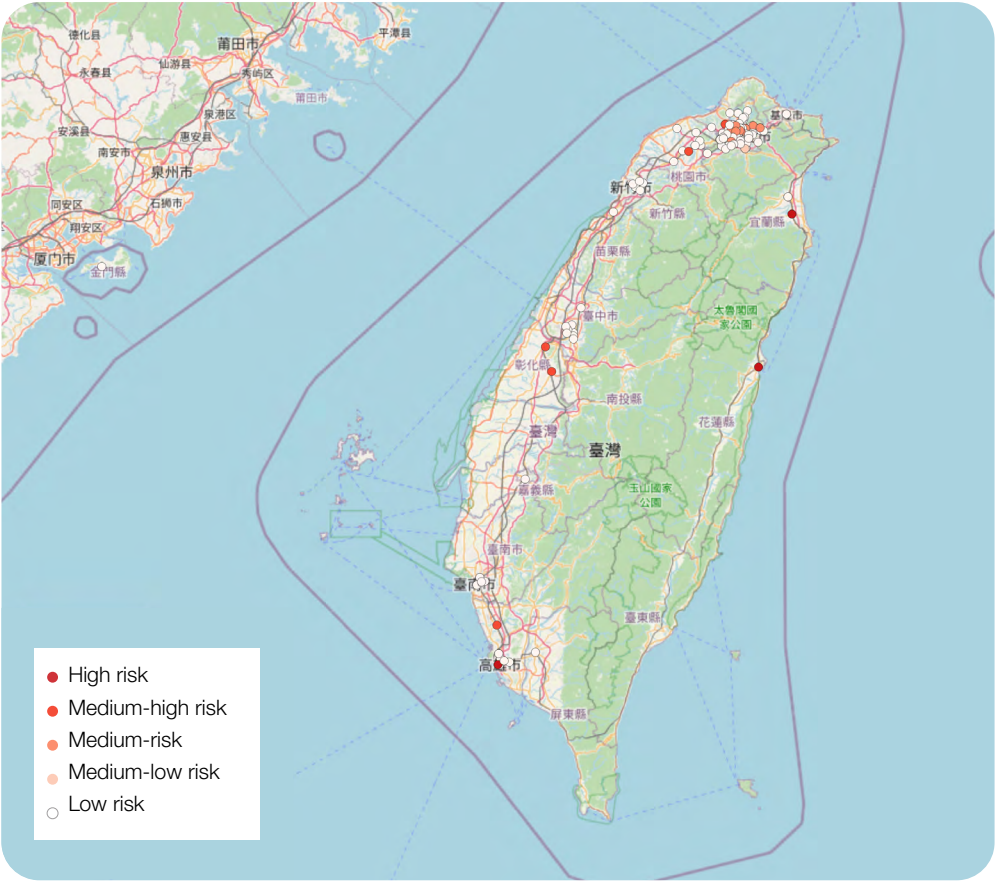 德化县
平潭县
莆田市
永春县
仙游县
秀屿区
莆田市
泉港区
安溪县
惠安县
南安市
泉州市
同安区
石狮市
翔安区
厦门市
金門縣
桃園市
新竹縣
宜蘭縣
苗栗縣
臺中市
太魯閣國
家公園
彰化縣
南投縣
花蓮縣
臺灣
臺灣
嘉義縣
玉山國家
公園
臺南市
臺南市
臺東縣
高雄市
屏東縣
High risk
Medium-high risk
Medium-risk
Medium-low risk
Low risk